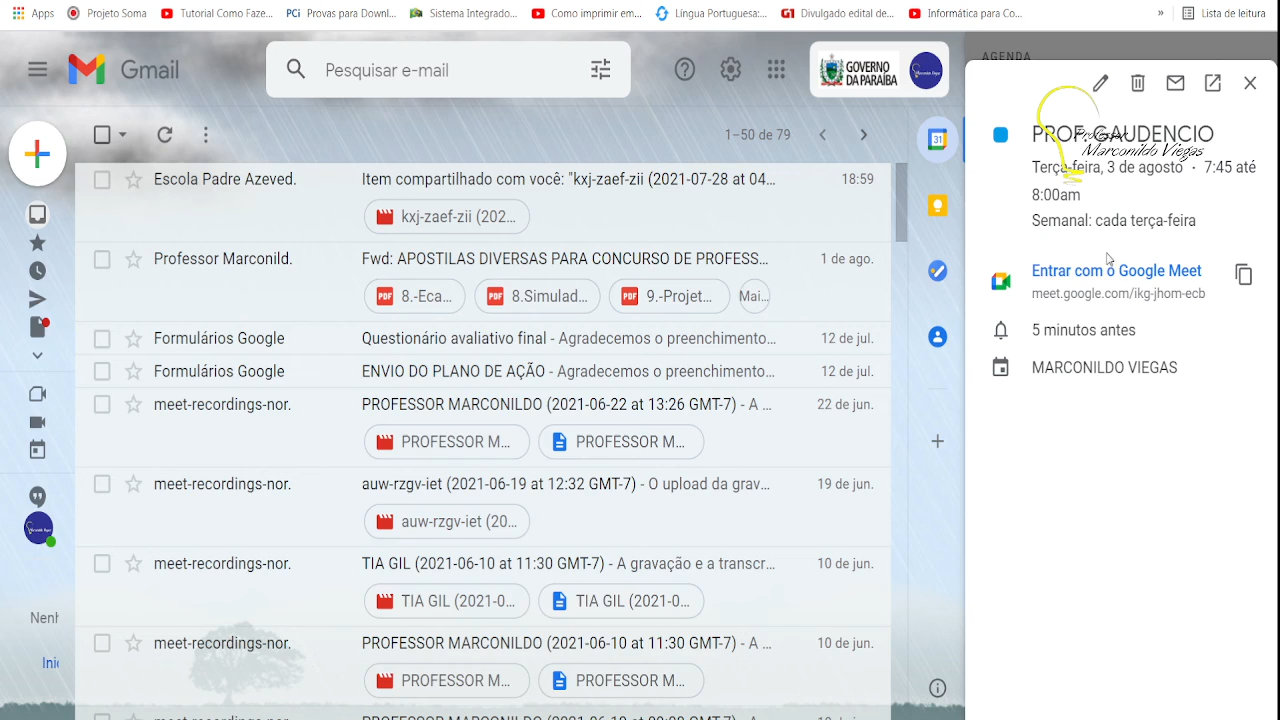 Apps
Projeto Soma
Tutorial Como Faze...
Provas para Downl...
Sistema Integrado...
Como imprimir em...
Língua Portuguesa:...
Divulgado edital de...
Informática para Co...
»
Lista de leitura
Gmail
Pesquisar e-mail
GOVERNO
DA PARAÍBA
AGENDA
1–50 de 79
Escola Padre Azeved.
tem compartilhado com você: "kxj-zaef-zii (2021-07-28 at 04...
18:59
kxj-zaef-zii (202...
Professor Marconild.
Fwd: APOSTILAS DIVERSAS PARA CONCURSO DE PROFESS...
1 de ago.
PDF 8.-Eca...
PDF 8.Simulad...
PDF 9.-Projet...
Mai...
Formulários Google
Questionário avaliativo final - Agradecemos o preenchimento...
12 de jul.
Formulários Google
ENVIO DO PLANO DE AÇÃO - Agradecemos o preenchimento...
12 de jul.
meet-recordings-nor.
PROFESSOR MARCONILDO (2021-06-22 at 13:26 GMT-7) - A ...
22 de jun.
PROFESSOR M...
PROFESSOR M...
meet-recordings-nor.
auw-rzgv-iet (2021-06-19 at 12:32 GMT-7) - O upload da grav...
19 de jun.
auw-rzgv-iet (20...
meet-recordings-nor.
TIA GIL (2021-06-10 at 11:30 GMT-7) - A gravação e a transcr...
10 de jun.
TIA GIL (2021-0...
TIA GIL (2021-0...
meet-recordings-nor.
PROFESSOR MARCONILDO (2021-06-10 at 11:30 GMT-7) - A ...
10 de jun.
PROFESSOR M...
PROFESSOR M...
Nenh
Inic
31
PROF. GAUDENCIO
Professor
Marconildo Viegas
Terça-feira, 3 de agosto · 7:45 até
8:00am
Semanal: cada terça-feira
Entrar com o Google Meet
meet.google.com/ikg-jhom-ecb
5 minutos antes
MARCONILDO VIEGAS